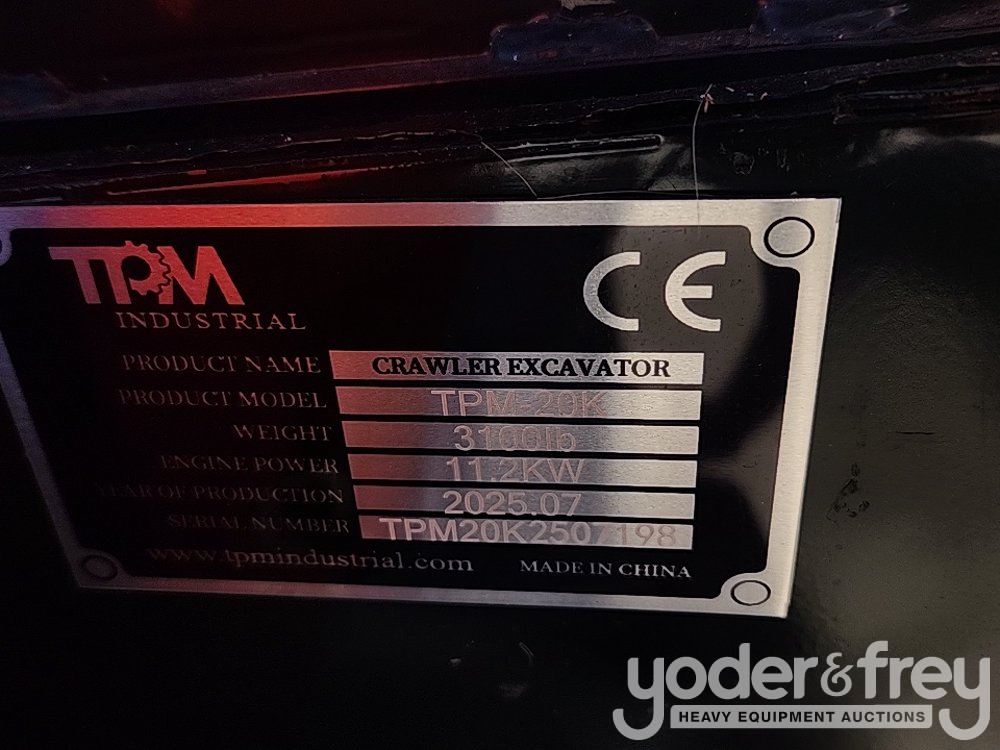 TPM
INDUSTRIAL
CE
PRODUCT NAME CRAWLER EXCAVATOR
PRODUCT MODEL TPM-20K
WEIGHT 3100lb
ENGINE POWER 11.2KW
YEAR OF PRODUCTION 2025.07
SERIAL NUMBER TPM20K2507198
www.tpmindustrial.com MADE IN CHINA
yoder&frey
HEAVY EQUIPMENT AUCTIONS